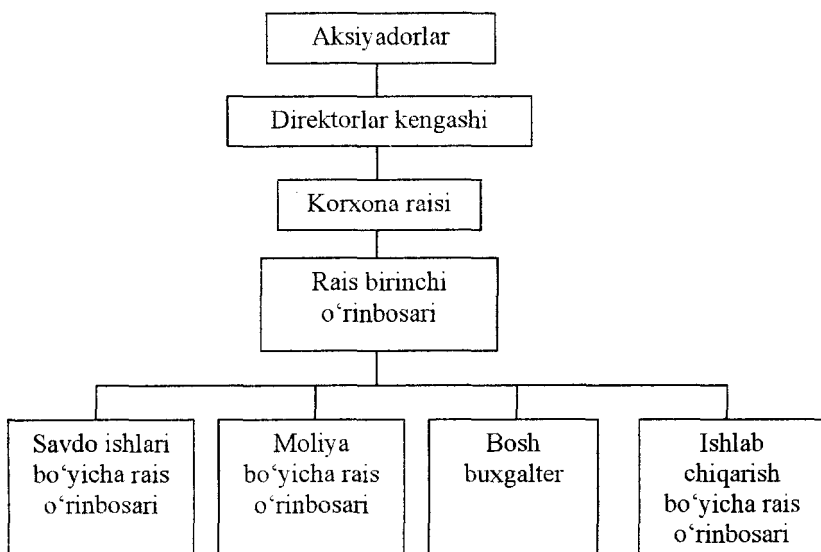 Aksiyadorlar
Direktorlar kengashi
Korxona raisi
Rais birinchi
o‘rinbosari
Savdo ishlari
bo‘yicha rais
o‘rinbosari
Moliya
bo‘yicha rais
o‘rinbosari
Bosh
buxgalter
Ishlab
chiqarish
bo‘yicha rais
o‘rinbosari